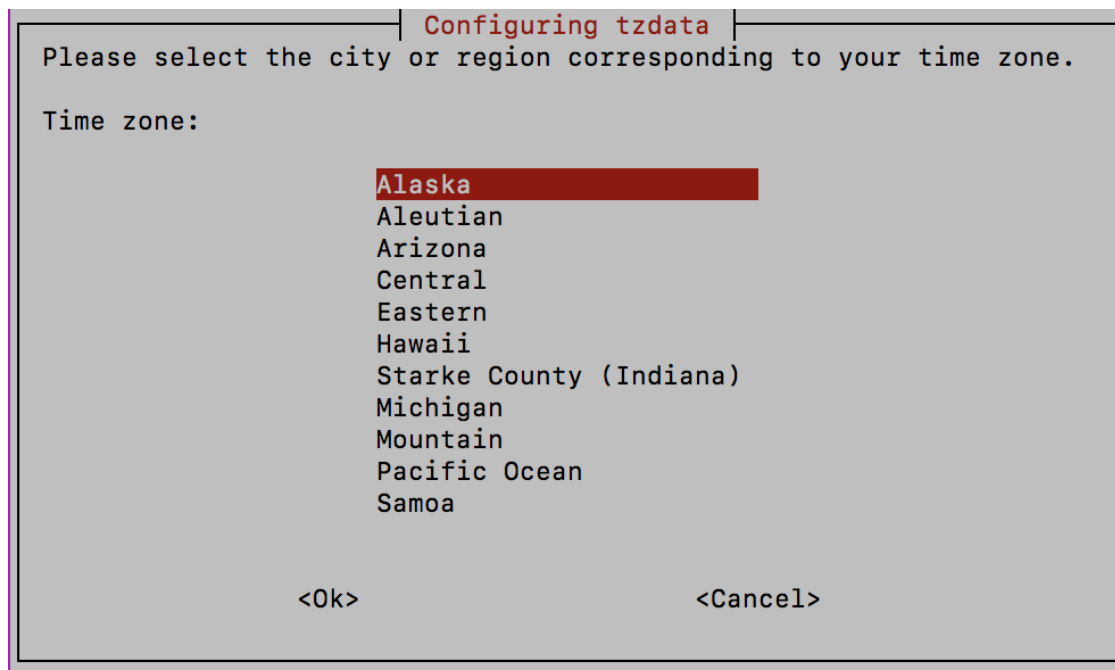 Configuring tzdata
Please select the city or region corresponding to your time zone.
Time zone:
Alaska
Aleutian
Arizona
Central
Eastern
Hawaii
Starke County (Indiana)
Michigan
Mountain
Pacific Ocean
Samoa
<Ok> <Cancel>